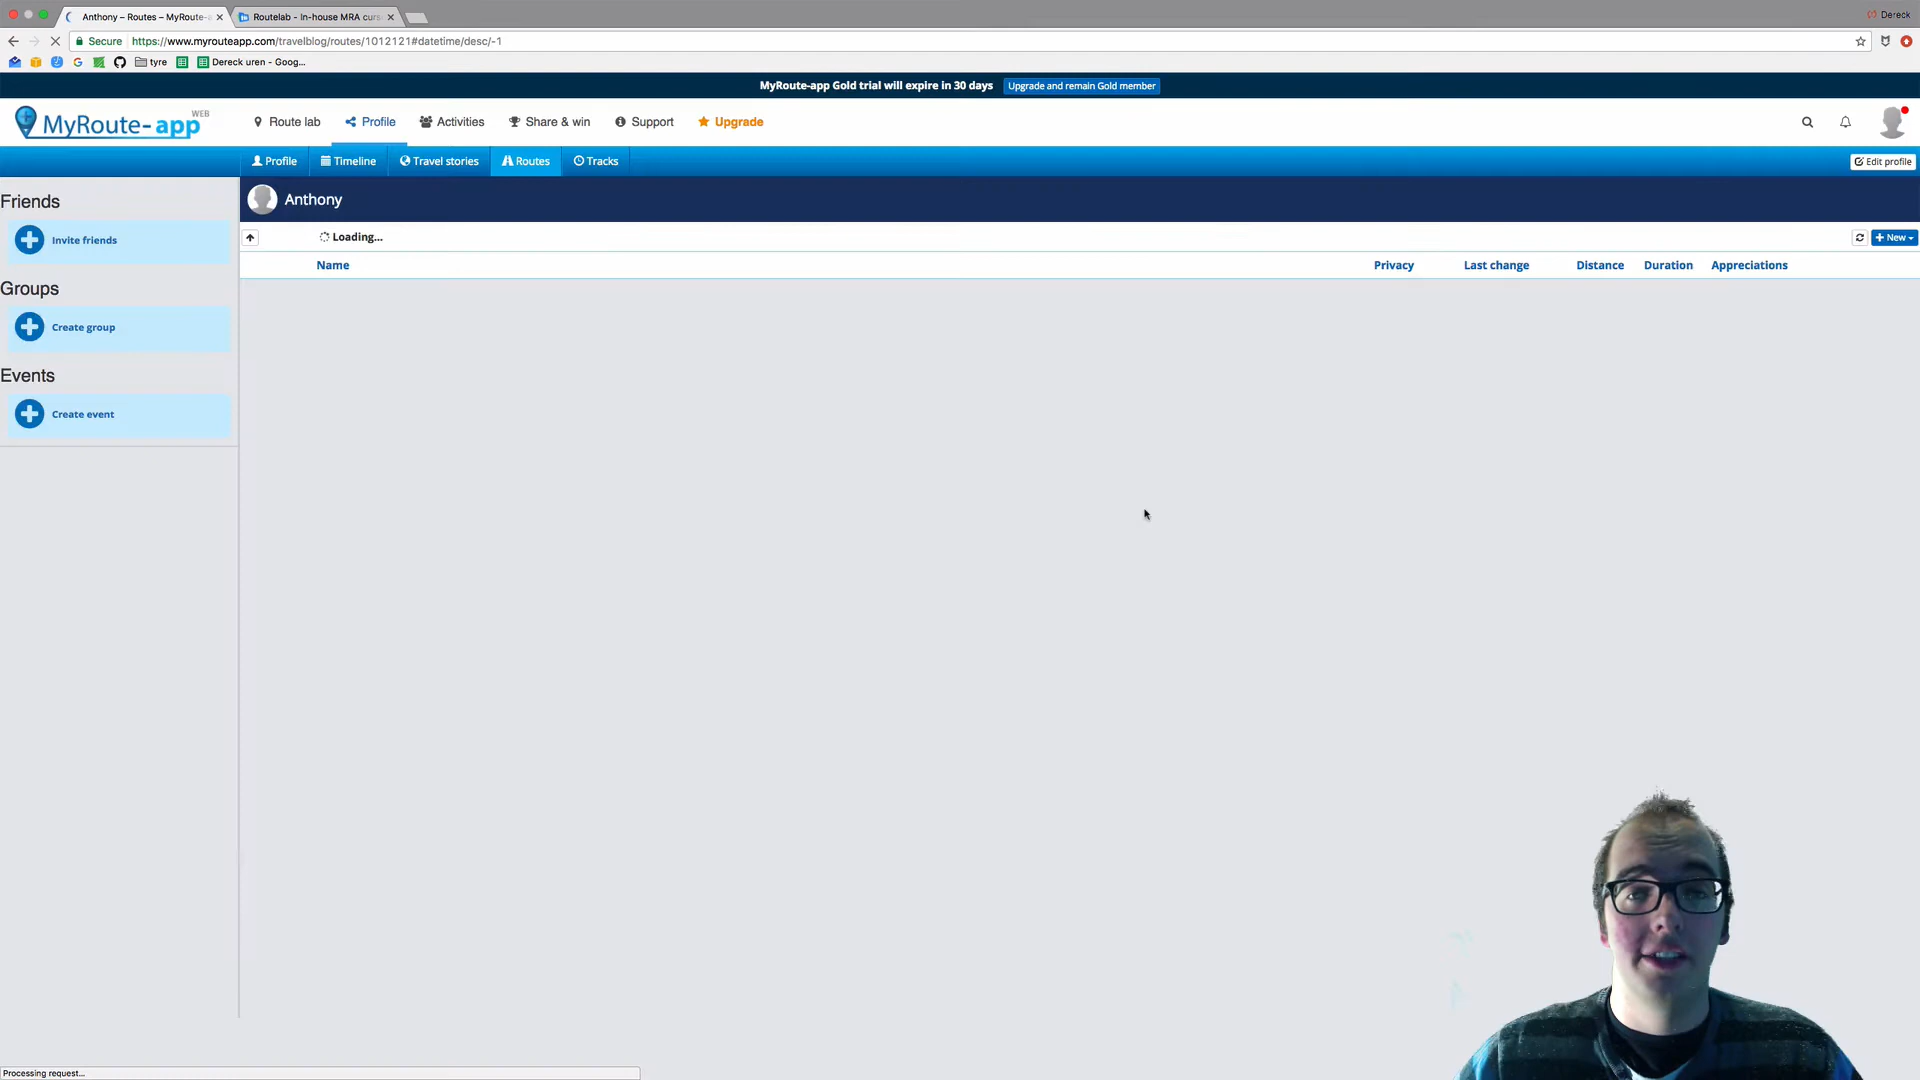 Anthony – Routes – MyRoute-a
Routelab - In-house MRA curs
Dereck
Secure https://www.myrouteapp.com/travelblog/routes/1012121#datetime/desc/-1
tyre
Dereck uren - Goog...
MyRoute-app Gold trial will expire in 30 days
Upgrade and remain Gold member
MyRoute-app WEB
Route lab
Profile
Activities
Share & win
Support
Upgrade
Profile
Timeline
Travel stories
Routes
Tracks
Edit profile
Friends
Invite friends
Groups
Create group
Events
Create event
Anthony
Loading...
New
Name
Privacy
Last change
Distance
Duration
Appreciations
Processing request...